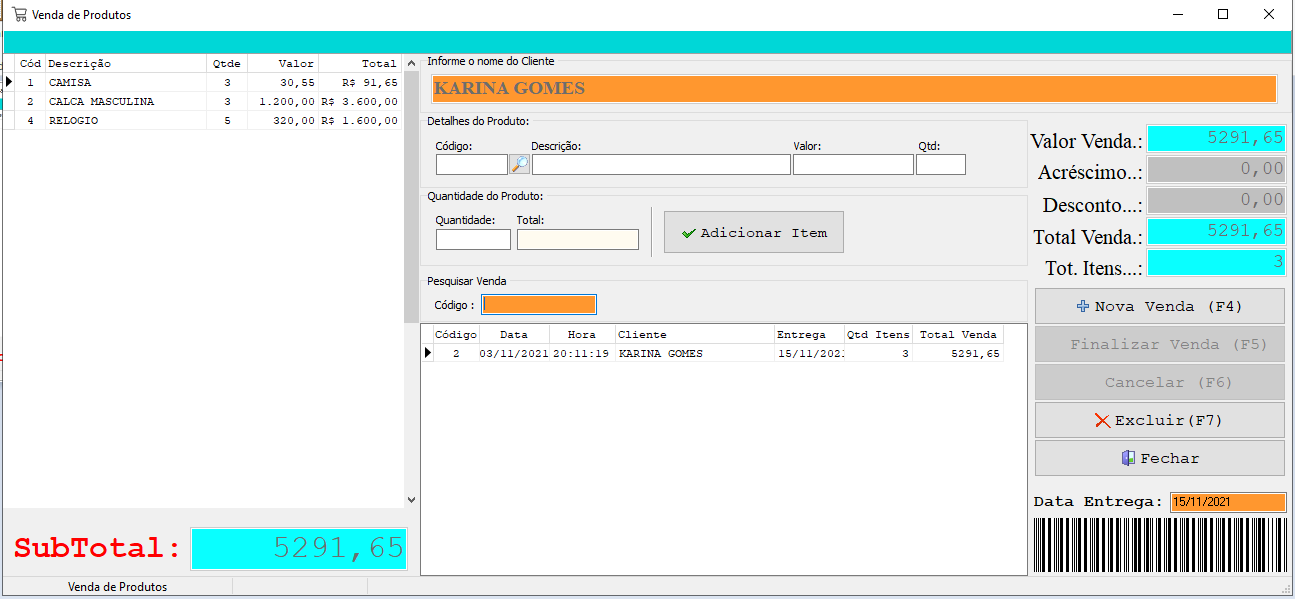 Venda de Produtos
Cód Descrição Qtde Valor Total
1 CAMISA 3 30,55 R$ 91,65
2 CALCA MASCULINA 3 1.200,00 R$ 3.600,00
4 RELOGIO 5 320,00 R$ 1.600,00
SubTotal: 5291,65
Informe o nome do Cliente
KARINA GOMES
Detalhes do Produto:
Código: Descrição: Valor: Qtd:
Quantidade do Produto:
Quantidade: Total:
Adicionar Item
Pesquisar Venda
Código :
Código Data Hora Cliente Entrega Qtd Itens Total Venda
2 03/11/2021 20:11:19 KARINA GOMES 15/11/2021 3 5291,65
Valor Venda.: 5291,65
Acréscimo..: 0,00
Desconto...: 0,00
Total Venda.: 5291,65
Tot. Itens...: 3
Nova Venda (F4)
Finalizar Venda (F5)
Cancelar (F6)
Excluir(F7)
Fechar
Data Entrega: 15/11/2021
Venda de Produtos